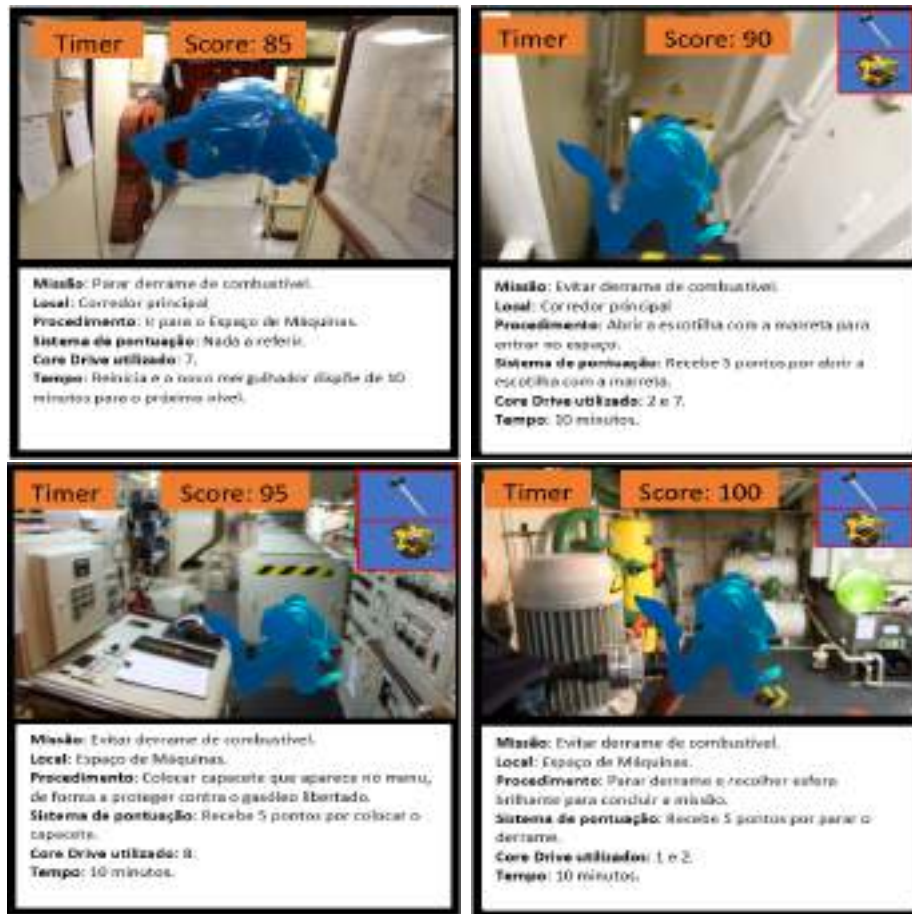 Timer
Score: 85
Missão: Parar derrame de combustível.
Local: Corredor principal
Procedimento: Ir para o Espaço de Máquinas.
Sistema de pontuação: Nada a referir.
Core Drive utilizado: 7.
Tempo: Reinicia e o novo mergulhador dispõe de 10
minutos para o próximo nível.
Timer
Score: 90
Missão: Evitar derrame de combustível.
Local: Corredor principal
Procedimento: Abrir a escotilha com a marreta para
entrar no espaço.
Sistema de pontuação: Recebe 5 pontos por abrir a
escotilha com a marreta.
Core Drive utilizado: 2 e 7.
Tempo: 10 minutos.
Timer
Score: 95
Missão: Evitar derrame de combustível.
Local: Espaço de Máquinas.
Procedimento: Colocar capacete que aparece no menu,
de forma a proteger contra o gasóleo libertado.
Sistema de pontuação: Recebe 5 pontos por colocar o
capacete.
Core Drive utilizado: 8.
Tempo: 10 minutos.
Timer
Score: 100
Missão: Evitar derrame de combustível.
Local: Espaço de Máquinas.
Procedimento: Parar derrame e recolher esfera
brilhante para concluir a missão.
Sistema de pontuação: Recebe 5 pontos por parar o
derrame.
Core Drive utilizados: 1 e 2.
Tempo: 10 minutos.